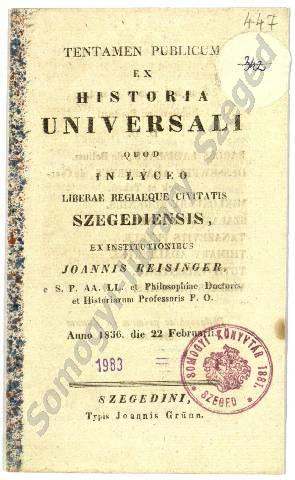 447
342
TENTAMEN PUBLICUM
EX
HISTORIA
UNIVERSALI
QUOD
IN LYCEO
LIBERAE REGIAEQUE CIVITATIS
SZEGEDIENSIS,
EX INSTITUTIONIBUS
JOANNIS REISINGER,
e S. P. AA. LL. et Philosophiae Doctoris,
et Historiarum Professoris P. O.
Anno 1836. die 22 Februarii.
1983
SOMOGYI KÖNYVTÁR 1881.
SZEGED
SZEGEDINI,
Typis Joannis Grünn.
Somogyi Library Szeged